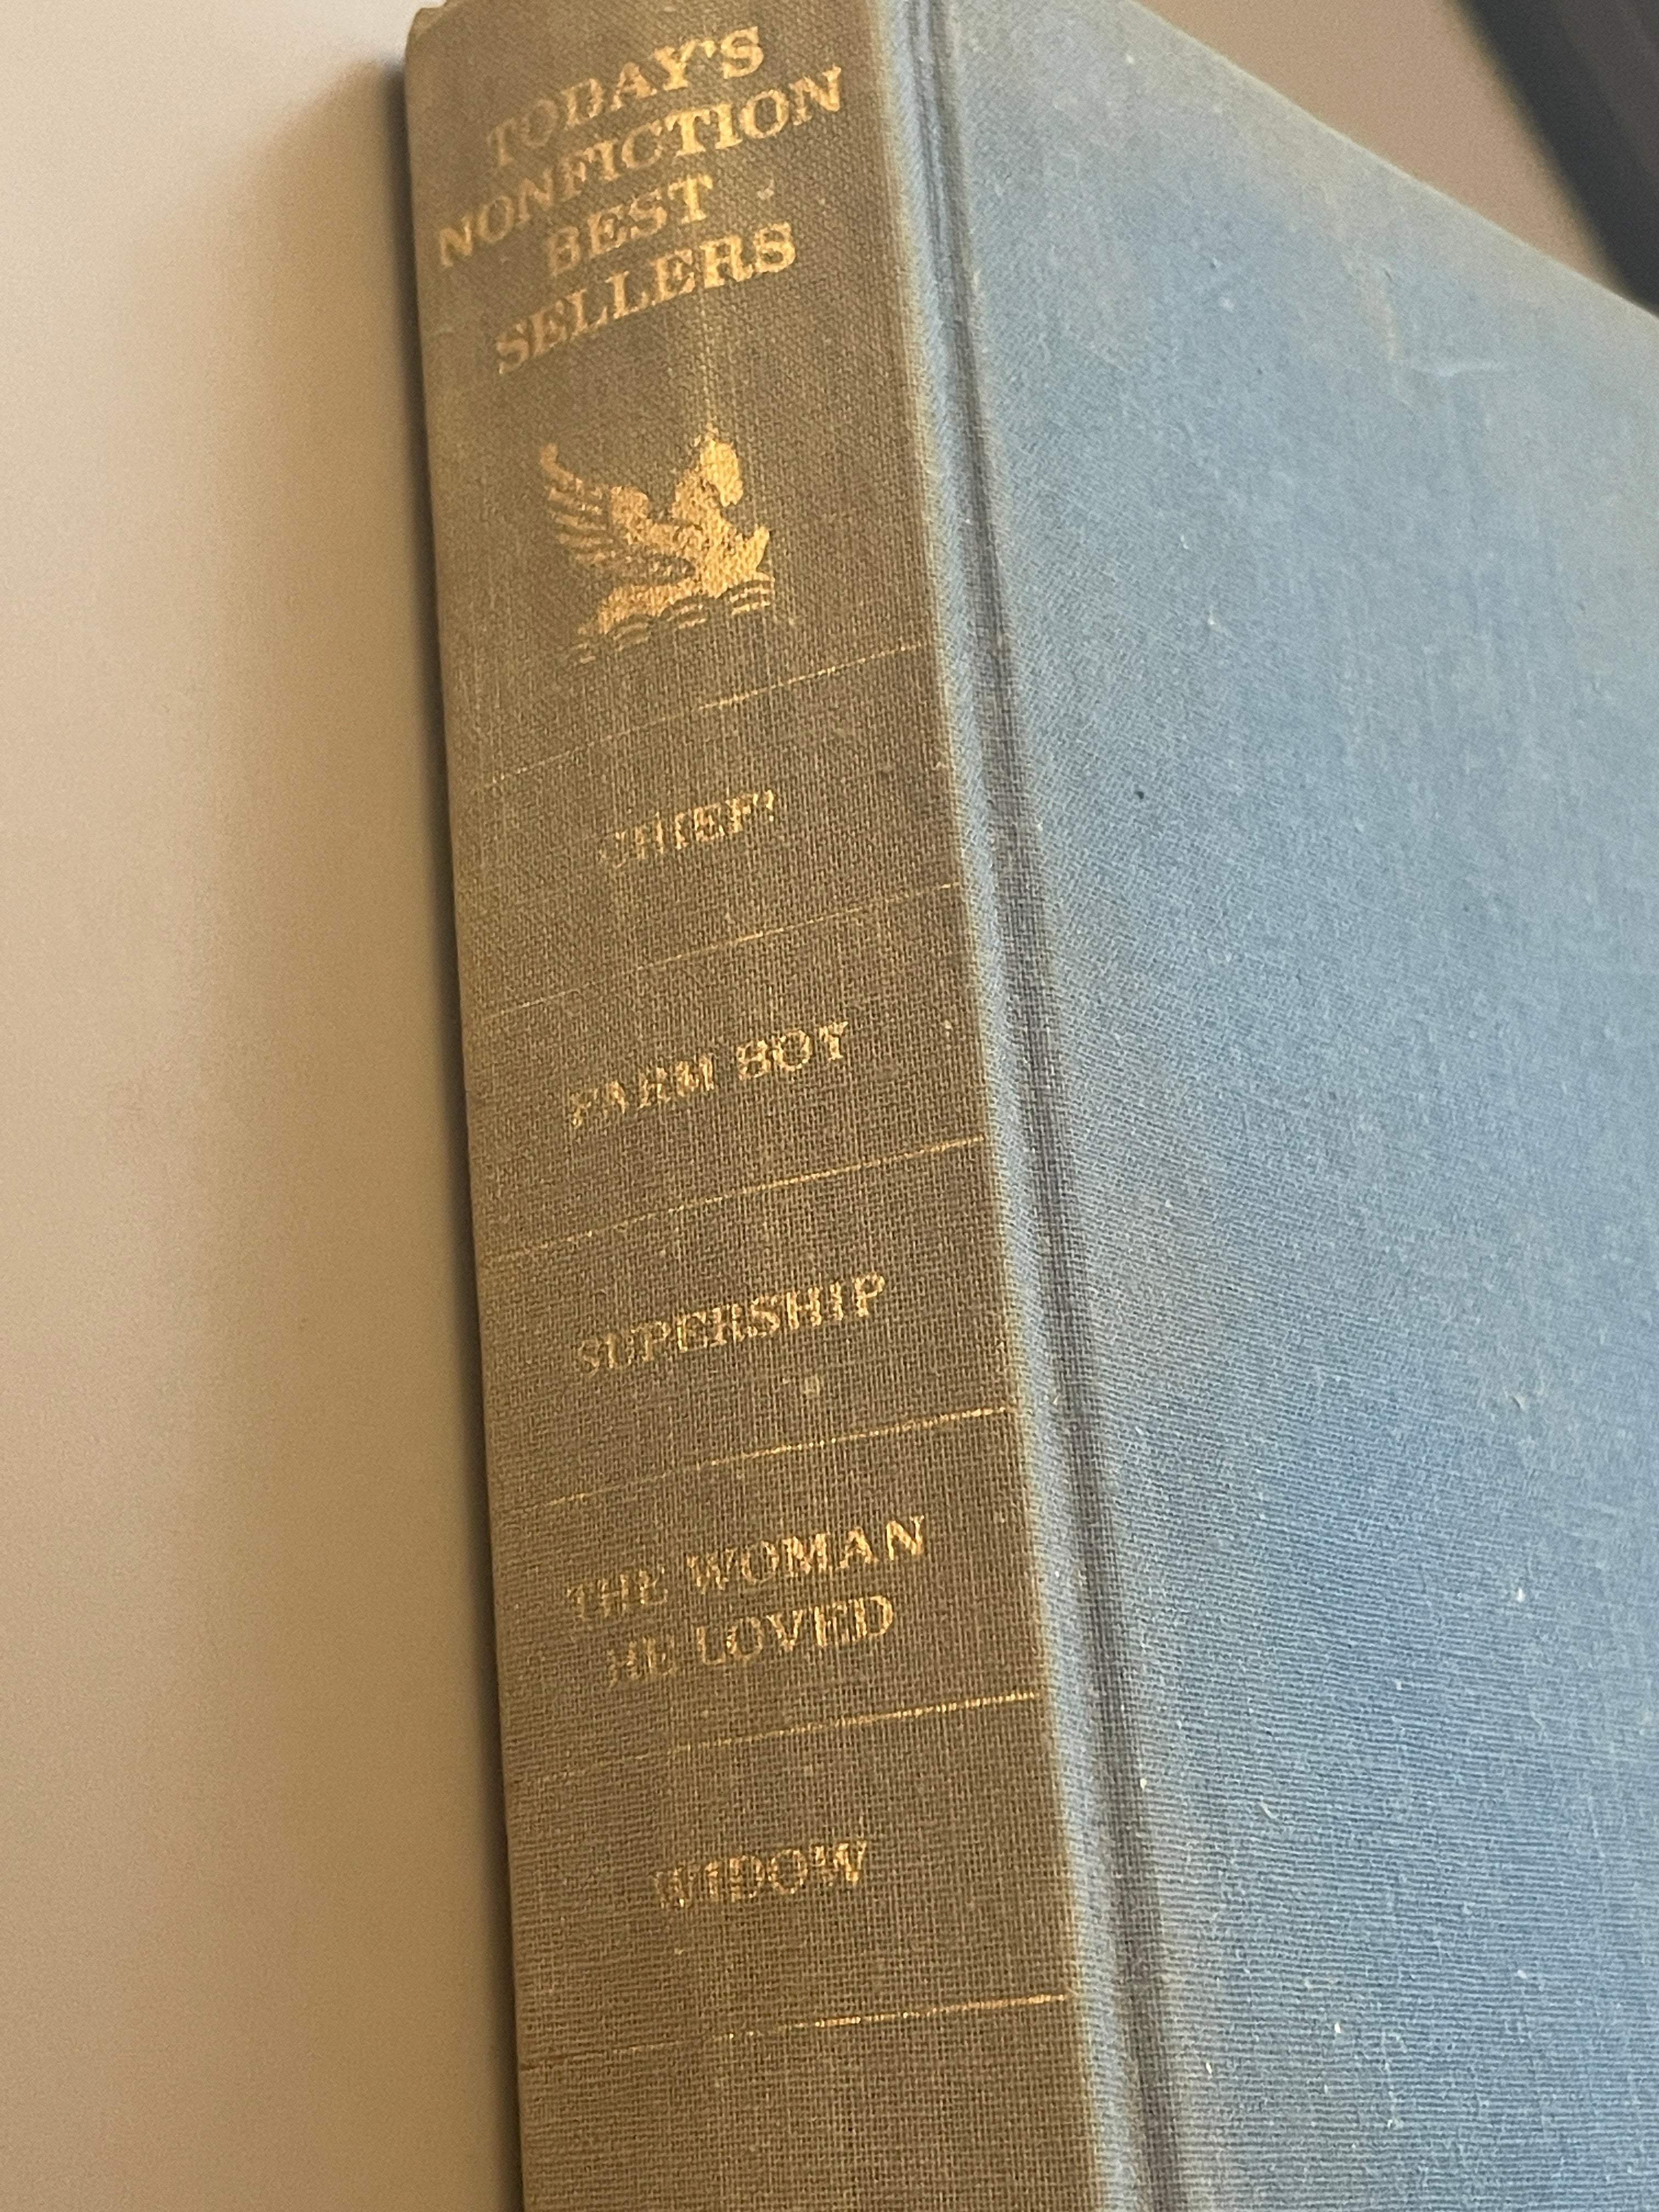 TODAY'S
NONFICTION
BEST
SELLERS
CHIEF!
FARM BOY
SUPERSHIP
THE WOMAN
HE LOVED
WIDOW